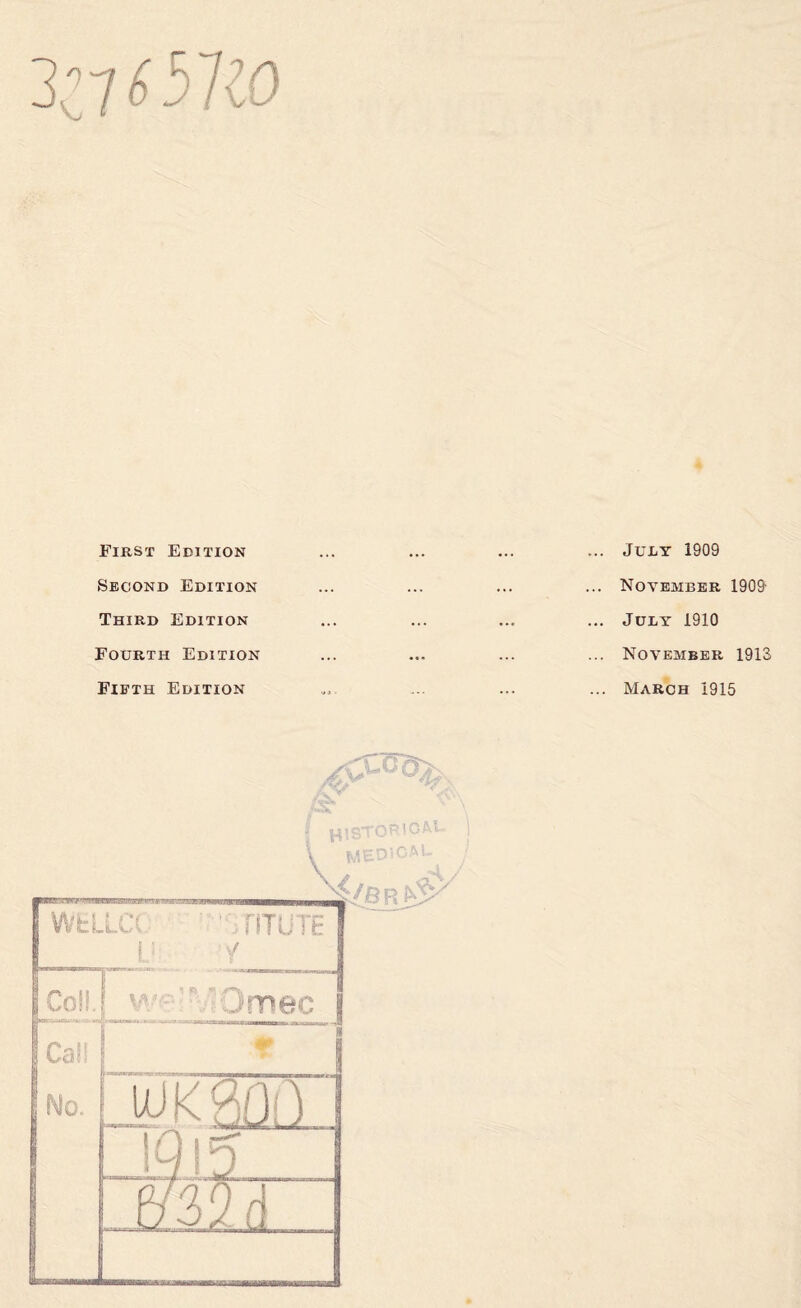 First Edition ... ... ... ... July 1909
Second Edition ... ... ... ... November 1909
Third Edition ... ... ... ... July 1910
Fourth Edition ... ... ... ... November 1913
Fifth Edition ... ... ... ... March 1915
HISTORICAL
MEDICAL
Coll. WelMOmec
Call
No. WK800
1915
B32d